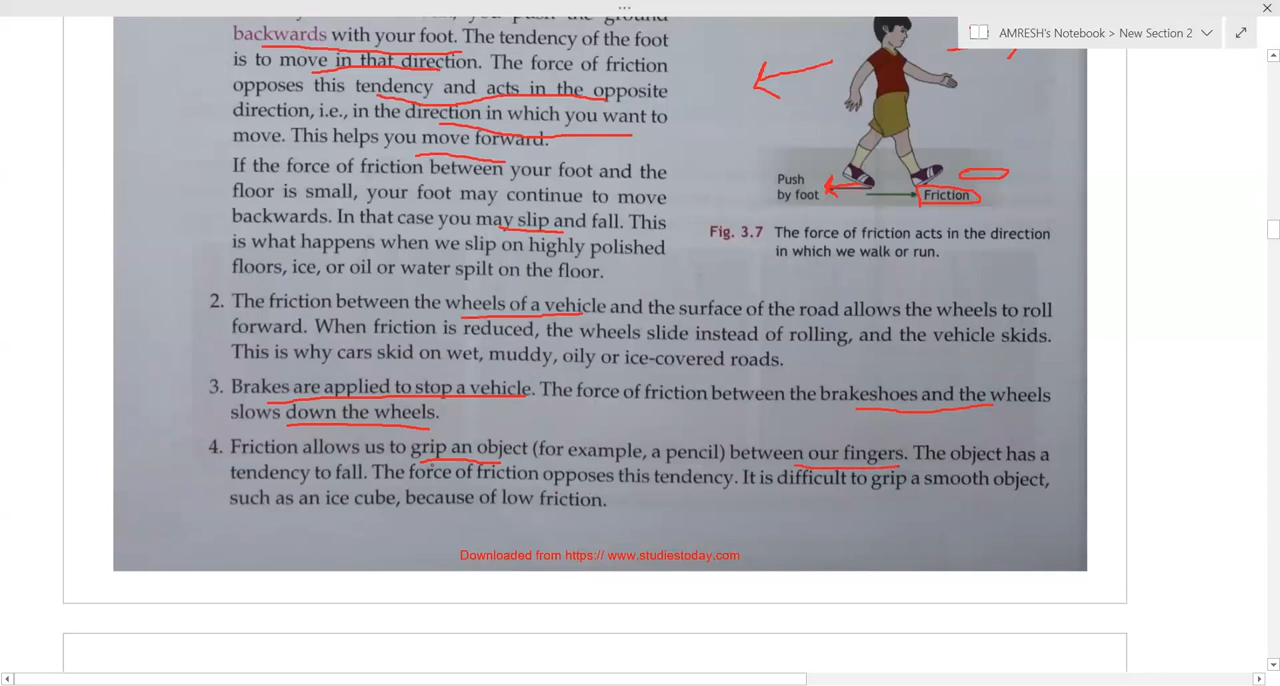 AMRESH's Notebook > New Section 2
backwards with your foot. The tendency of the foot
is to move in that direction. The force of friction
opposes this tendency and acts in the opposite
direction, i.e., in the direction in which you want to
move. This helps you move forward.
If the force of friction between your foot and the
floor is small, your foot may continue to move
backwards. In that case you may slip and fall. This
is what happens when we slip on highly polished
floors, ice, or oil or water spilt on the floor.
Push
by foot
Friction
Fig. 3.7 The force of friction acts in the direction
in which we walk or run.
2. The friction between the wheels of a vehicle and the surface of the road allows the wheels to roll
forward. When friction is reduced, the wheels slide instead of rolling, and the vehicle skids.
This is why cars skid on wet, muddy, oily or ice-covered roads.
3. Brakes are applied to stop a vehicle. The force of friction between the brakeshoes and the wheels
slows down the wheels.
4. Friction allows us to grip an object (for example, a pencil) between our fingers. The object has a
tendency to fall. The force of friction opposes this tendency. It is difficult to grip a smooth object,
such as an ice cube, because of low friction.
Downloaded from https:// www.studiestoday.com